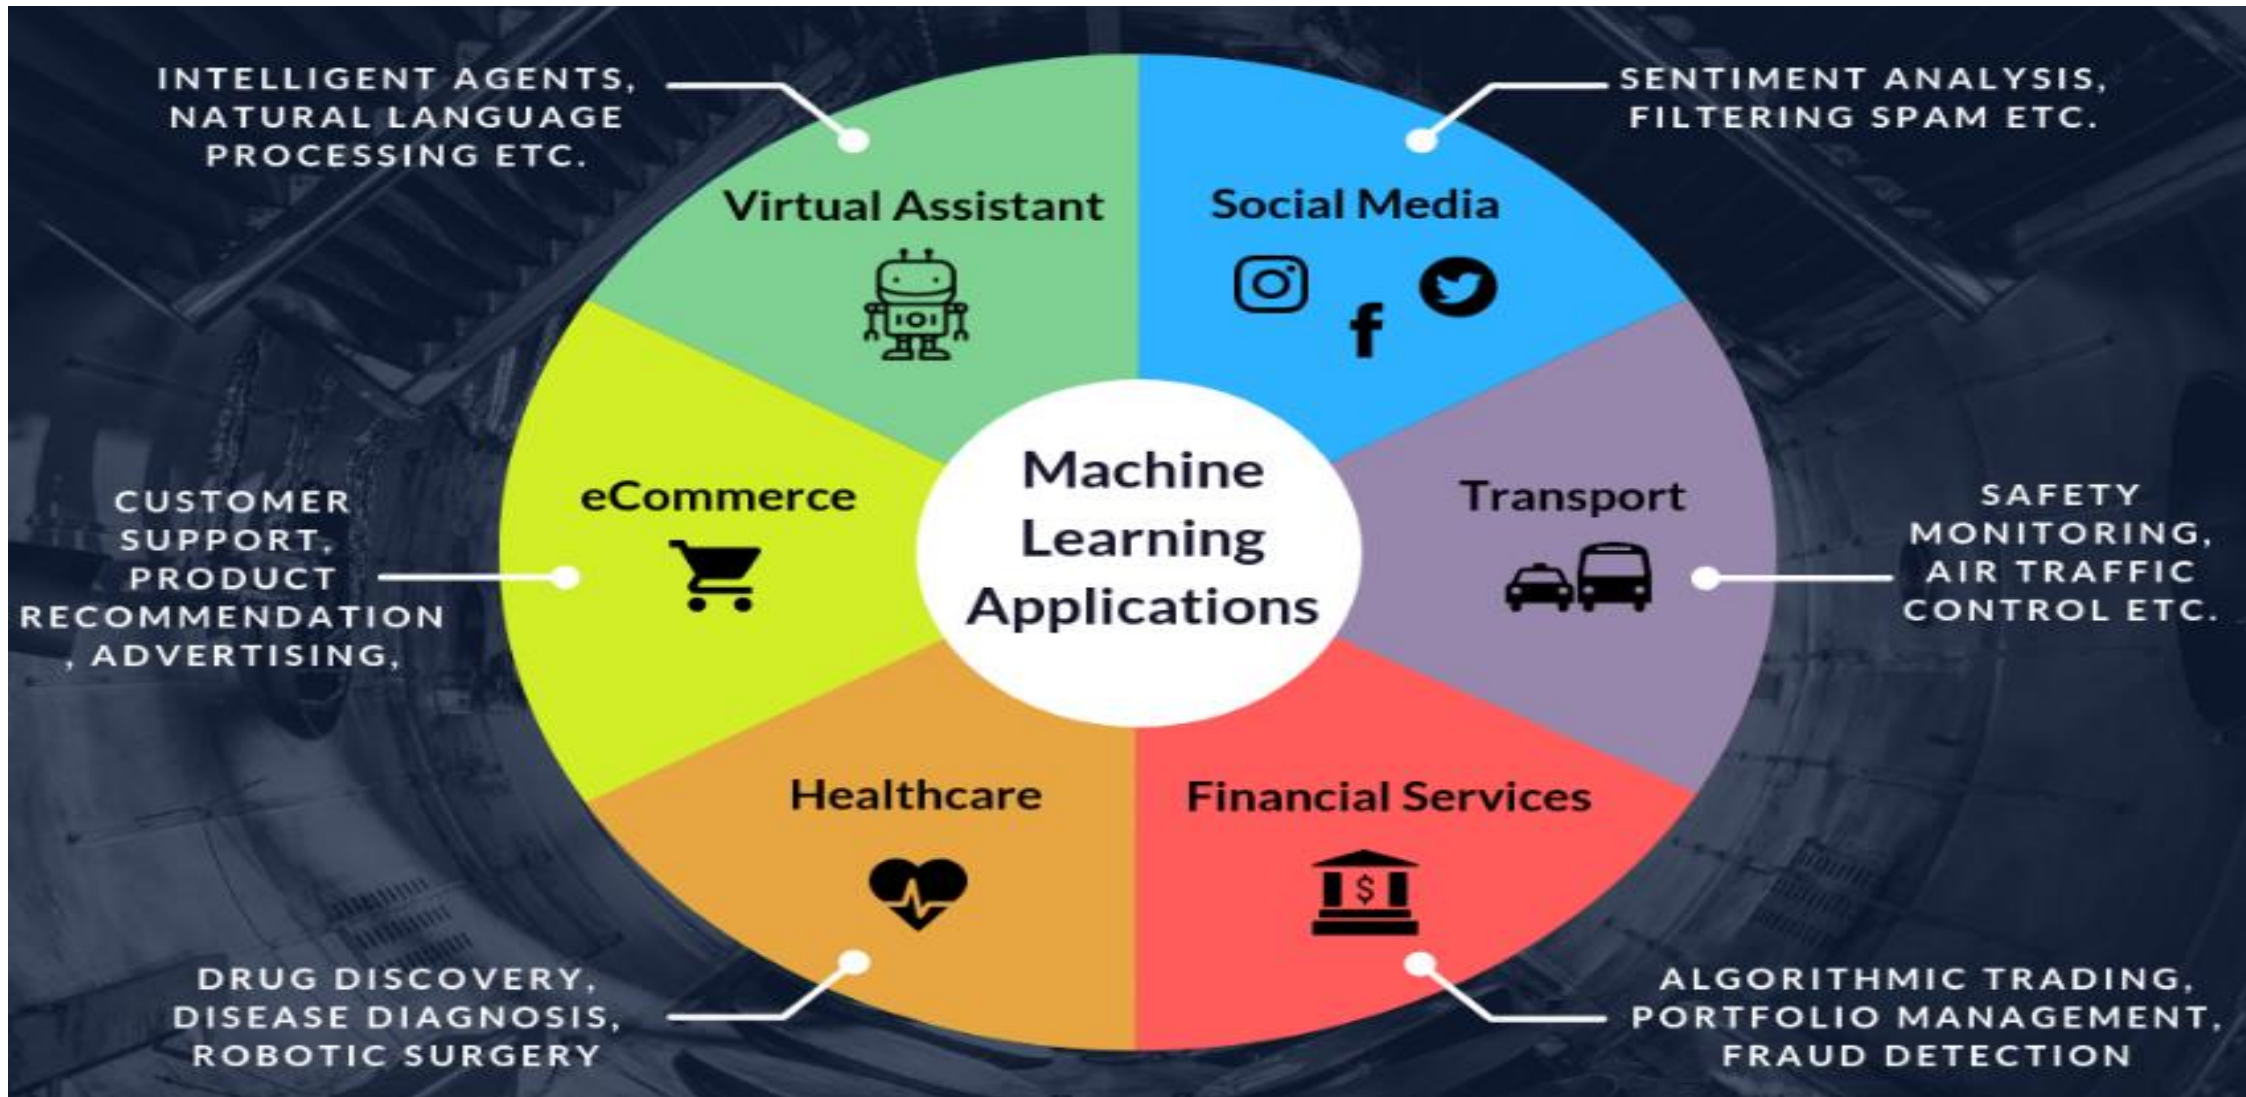 INTELLIGENT AGENTS,
NATURAL LANGUAGE
PROCESSING ETC.
SENTIMENT ANALYSIS,
FILTERING SPAM ETC.
Virtual Assistant
Social Media
CUSTOMER
SUPPORT,
PRODUCT
RECOMMENDATION
, ADVERTISING,
eCommerce
Machine
Learning
Applications
Transport
SAFETY
MONITORING,
AIR TRAFFIC
CONTROL ETC.
Healthcare
Financial Services
$
DRUG DISCOVERY,
DISEASE DIAGNOSIS,
ROBOTIC SURGERY
ALGORITHMIC TRADING,
PORTFOLIO MANAGEMENT,
FRAUD DETECTION